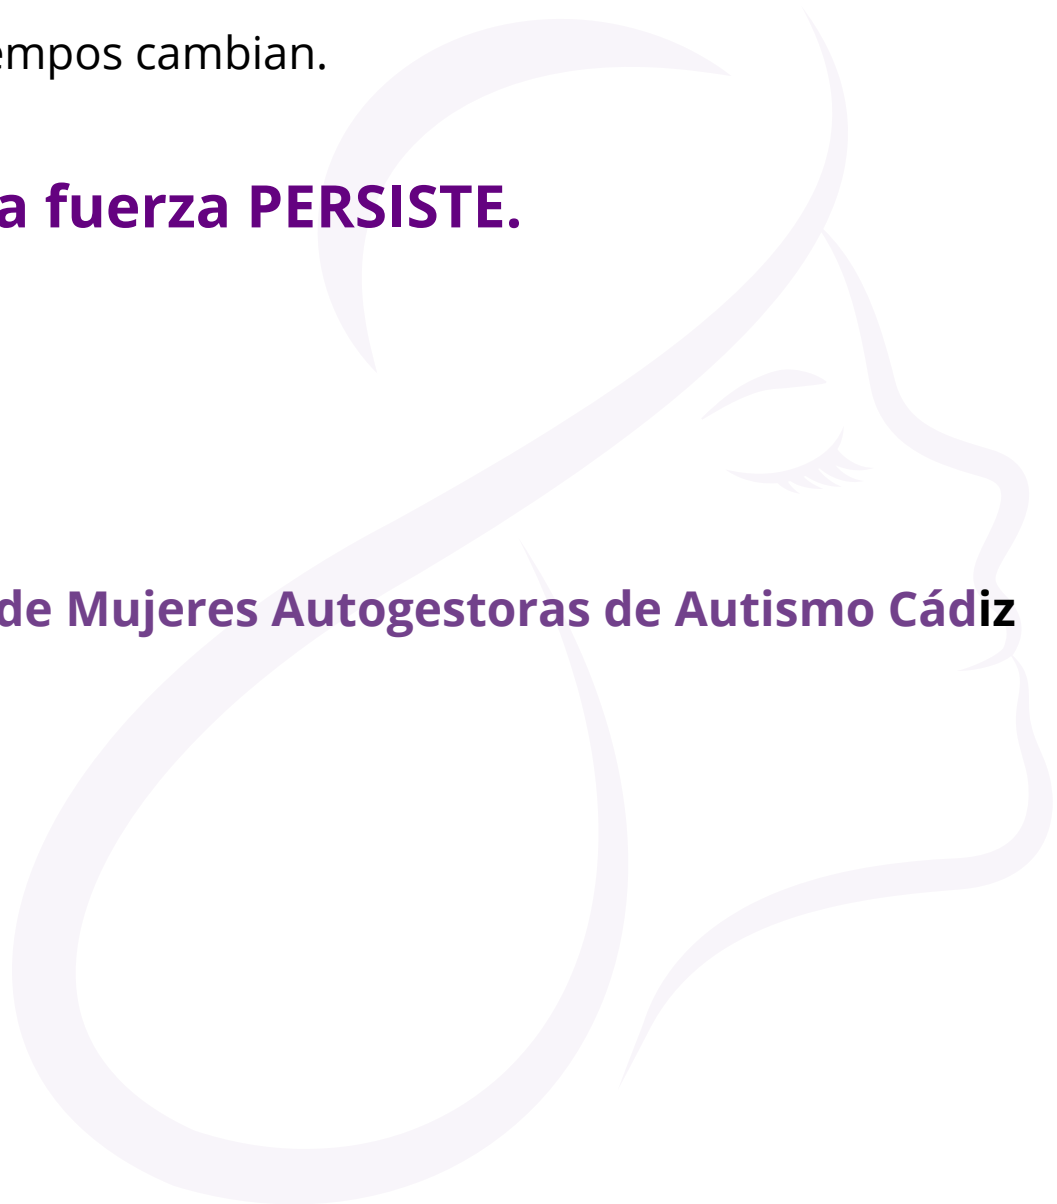 empos cambian.
a fuerza PERSISTE.
de Mujeres Autogestoras de Autismo Cádiz